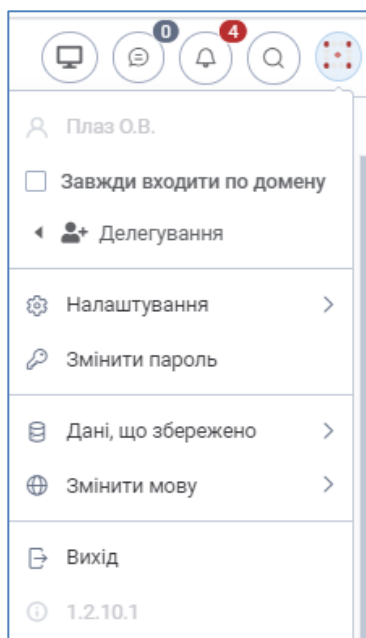 0
4
Плаз О.В.
Завжди входити по домену
Делегування
Налаштування
Змінити пароль
Дані, що збережено
Змінити мову
Вихід
1.2.10.1